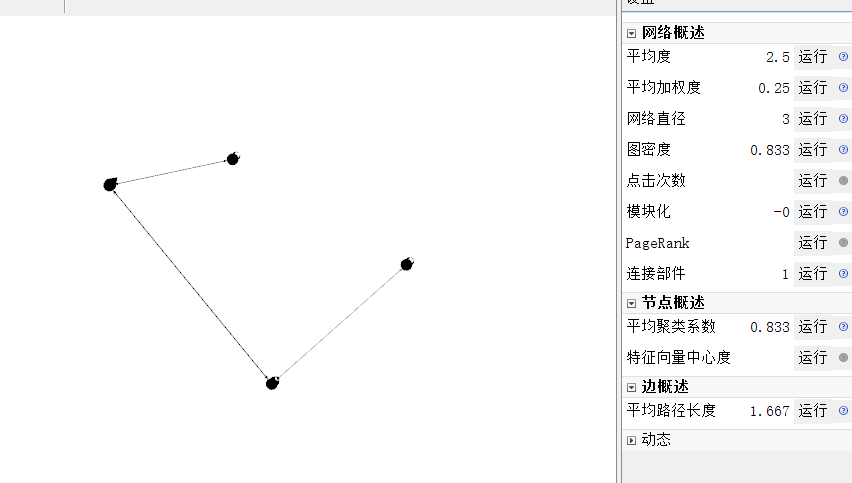 网络概述
平均度 2.5 运行
平均加权度 0.25 运行
网络直径 3 运行
图密度 0.833 运行
点击次数 运行
模块化 -0 运行
PageRank 运行
连接部件 1 运行
节点概述
平均聚类系数 0.833 运行
特征向量中心度 运行
边概述
平均路径长度 1.667 运行
动态